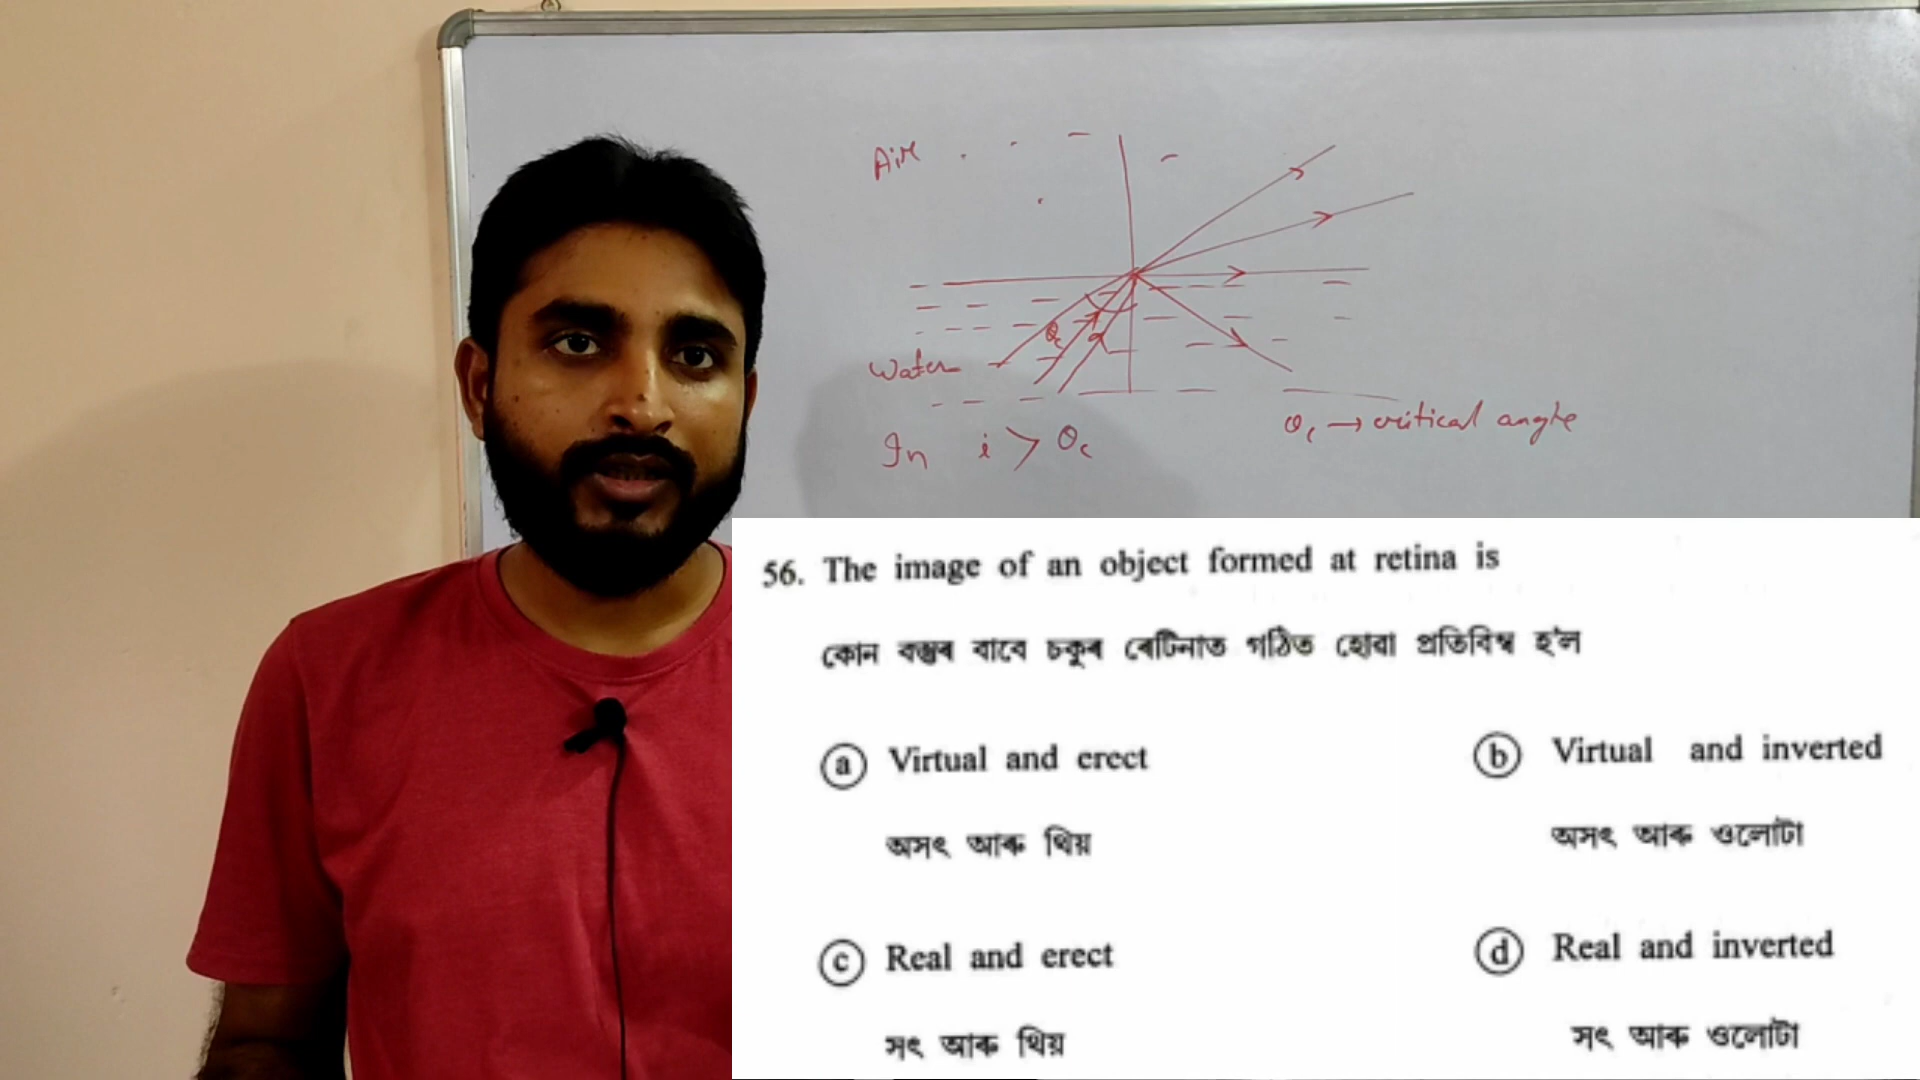 Air
Water
θc
In i > θc
θc → critical angle
56. The image of an object formed at retina is
কোন বস্তুৰ বাবে চকুৰ ৰেটিনাত গঠিত হোৱা প্ৰতিবিম্ব হ'ল
a Virtual and erect
অসৎ আৰু থিয়
b Virtual and inverted
অসৎ আৰু ওলোটা
c Real and erect
সৎ আৰু থিয়
d Real and inverted
সৎ আৰু ওলোটা